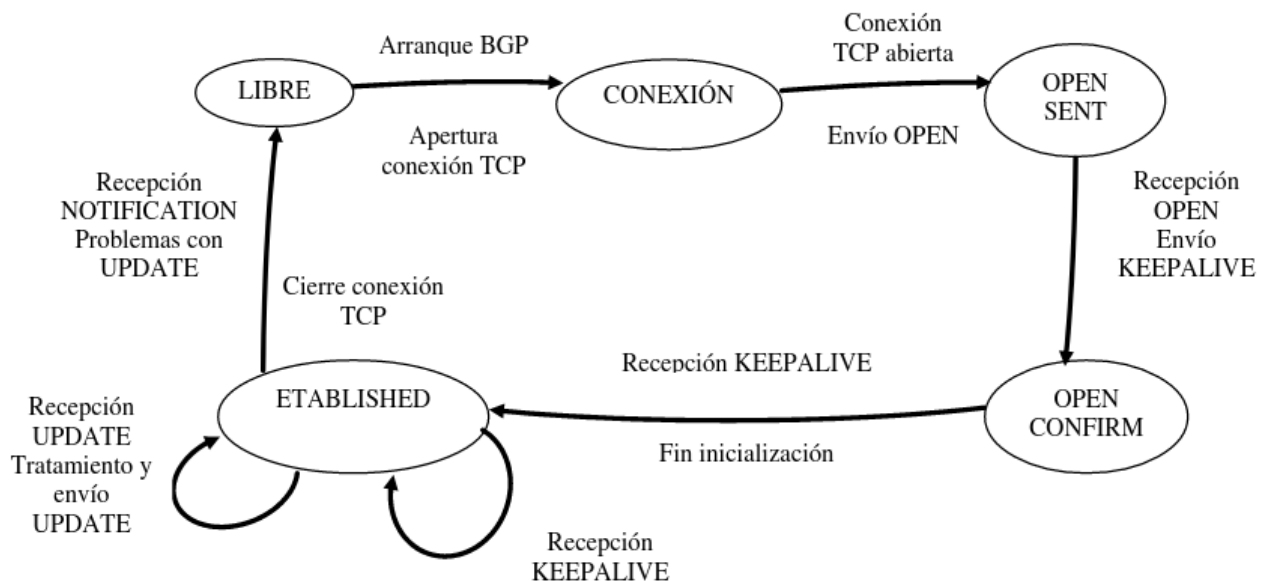 Arranque BGP
Conexión
TCP abierta
LIBRE
CONEXIÓN
OPEN
SENT
Apertura
conexión TCP
Envío OPEN
Recepción
NOTIFICATION
Problemas con
UPDATE
Recepción
OPEN
Envío
KEEPALIVE
Cierre conexión
TCP
Recepción KEEPALIVE
ETABLISHED
OPEN
CONFIRM
Recepción
UPDATE
Tratamiento y
envío
UPDATE
Fin inicialización
Recepción
KEEPALIVE